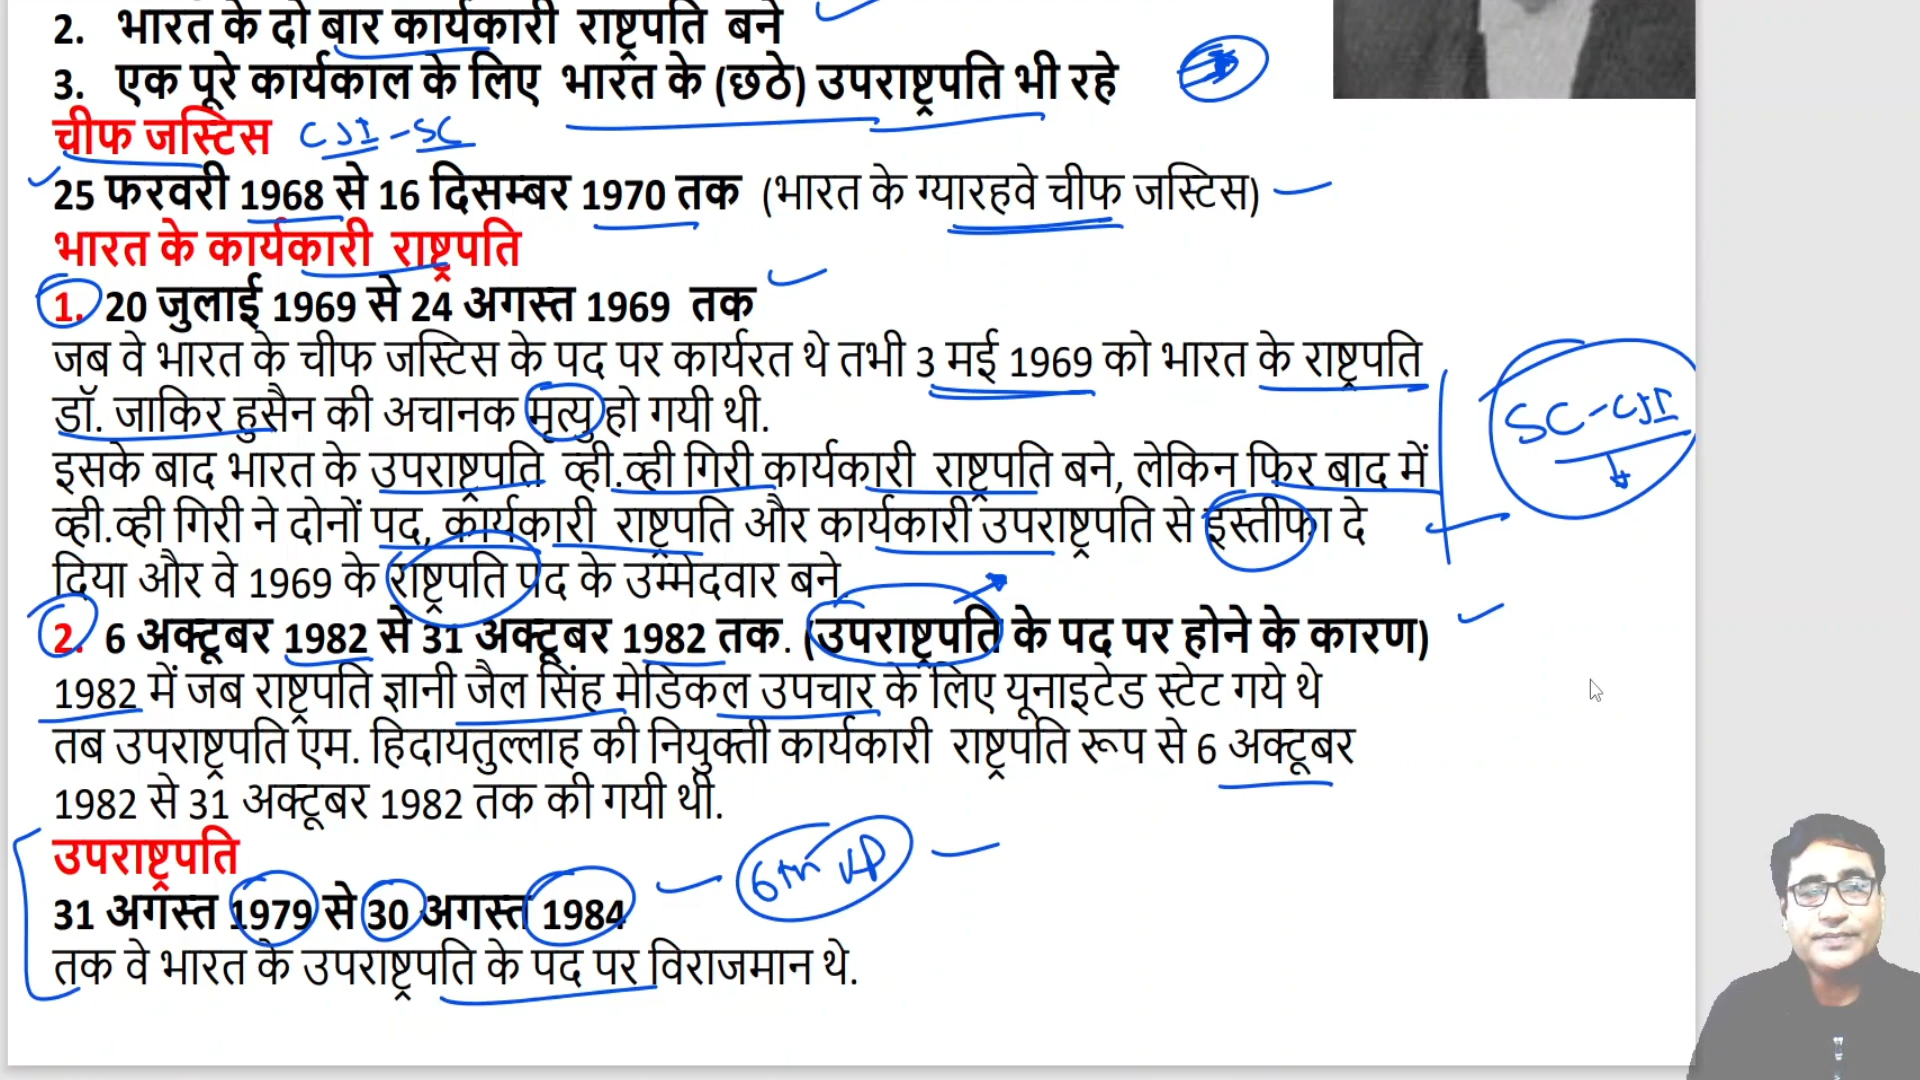 2. भारत के दो बार कार्यकारी राष्ट्रपति बने
3. एक पूरे कार्यकाल के लिए भारत के (छठे) उपराष्ट्रपति भी रहे
चीफ जस्टिस CJI - SC
25 फरवरी 1968 से 16 दिसम्बर 1970 तक (भारत के ग्यारहवे चीफ जस्टिस)
भारत के कार्यकारी राष्ट्रपति
1. 20 जुलाई 1969 से 24 अगस्त 1969 तक
जब वे भारत के चीफ जस्टिस के पद पर कार्यरत थे तभी 3 मई 1969 को भारत के राष्ट्रपति
डॉ. जाकिर हुसैन की अचानक मृत्यु हो गयी थी.
SC-CJI
इसके बाद भारत के उपराष्ट्रपति व्ही.व्ही गिरी कार्यकारी राष्ट्रपति बने, लेकिन फिर बाद में
व्ही.व्ही गिरी ने दोनों पद, कार्यकारी राष्ट्रपति और कार्यकारी उपराष्ट्रपति से इस्तीफा दे
दिया और वे 1969 के राष्ट्रपति पद के उम्मेदवार बने.
2. 6 अक्टूबर 1982 से 31 अक्टूबर 1982 तक. (उपराष्ट्रपति के पद पर होने के कारण)
1982 में जब राष्ट्रपति ज्ञानी जैल सिंह मेडिकल उपचार के लिए यूनाइटेड स्टेट गये थे
तब उपराष्ट्रपति एम. हिदायतुल्लाह की नियुक्ती कार्यकारी राष्ट्रपति रूप से 6 अक्टूबर
1982 से 31 अक्टूबर 1982 तक की गयी थी.
उपराष्ट्रपति
6th VP
31 अगस्त 1979 से 30 अगस्त 1984
तक वे भारत के उपराष्ट्रपति के पद पर विराजमान थे.